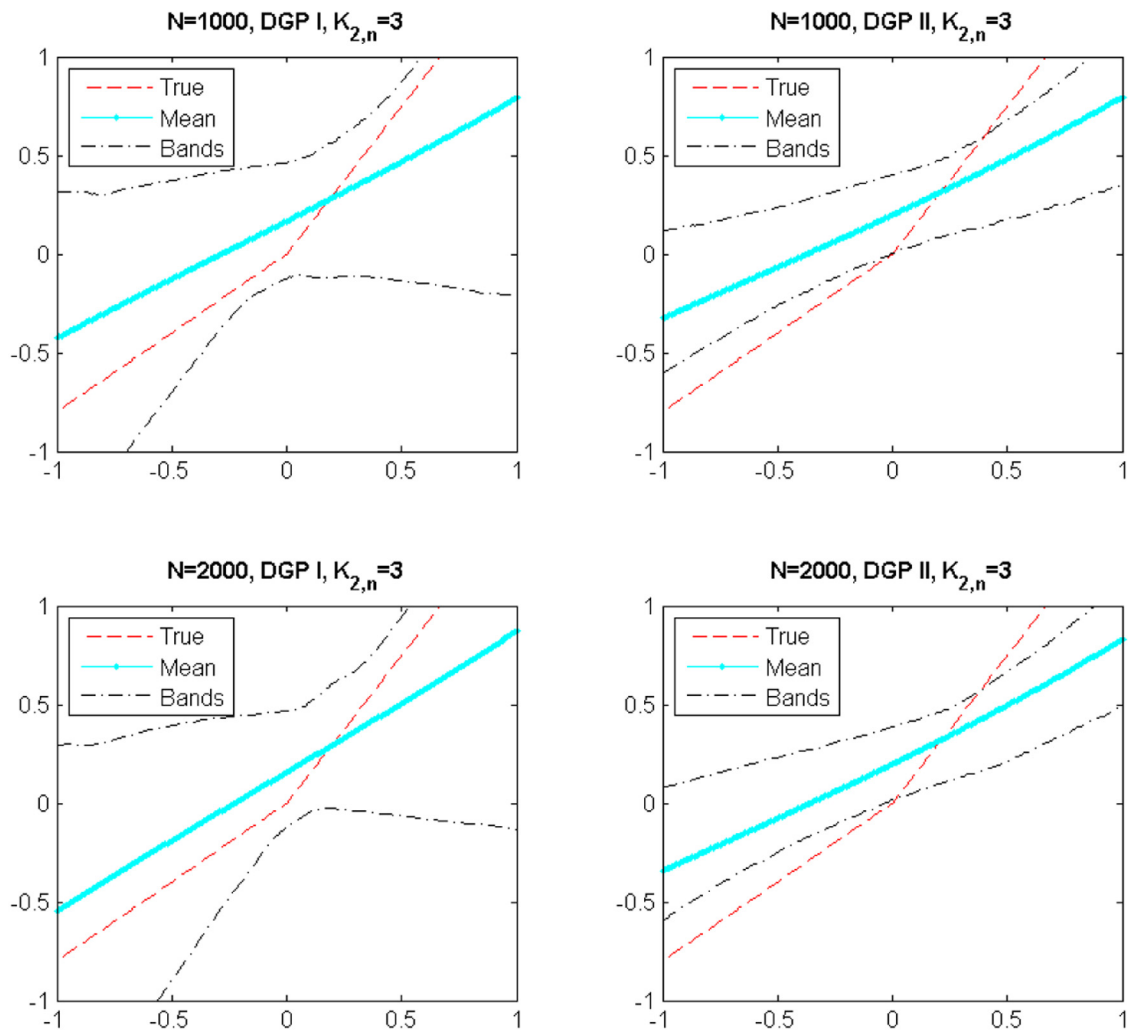 N=1000, DGP I, K2,n=3
1
0.5
0
-0.5
-1
-1
-0.5
0
0.5
1
True
Mean
Bands
N=1000, DGP II, K2,n=3
1
0.5
0
-0.5
-1
-1
-0.5
0
0.5
1
True
Mean
Bands
N=2000, DGP I, K2,n=3
1
0.5
0
-0.5
-1
-1
-0.5
0
0.5
1
True
Mean
Bands
N=2000, DGP II, K2,n=3
1
0.5
0
-0.5
-1
-1
-0.5
0
0.5
1
True
Mean
Bands